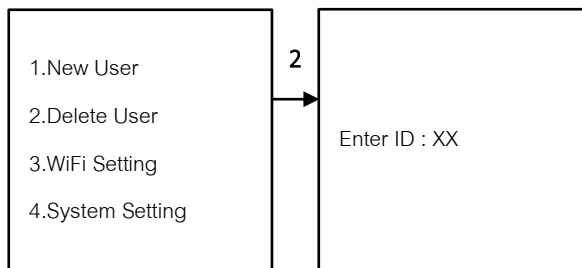 1.New User
2.Delete User
3.WiFi Setting
4.System Setting
2
Enter ID : XX